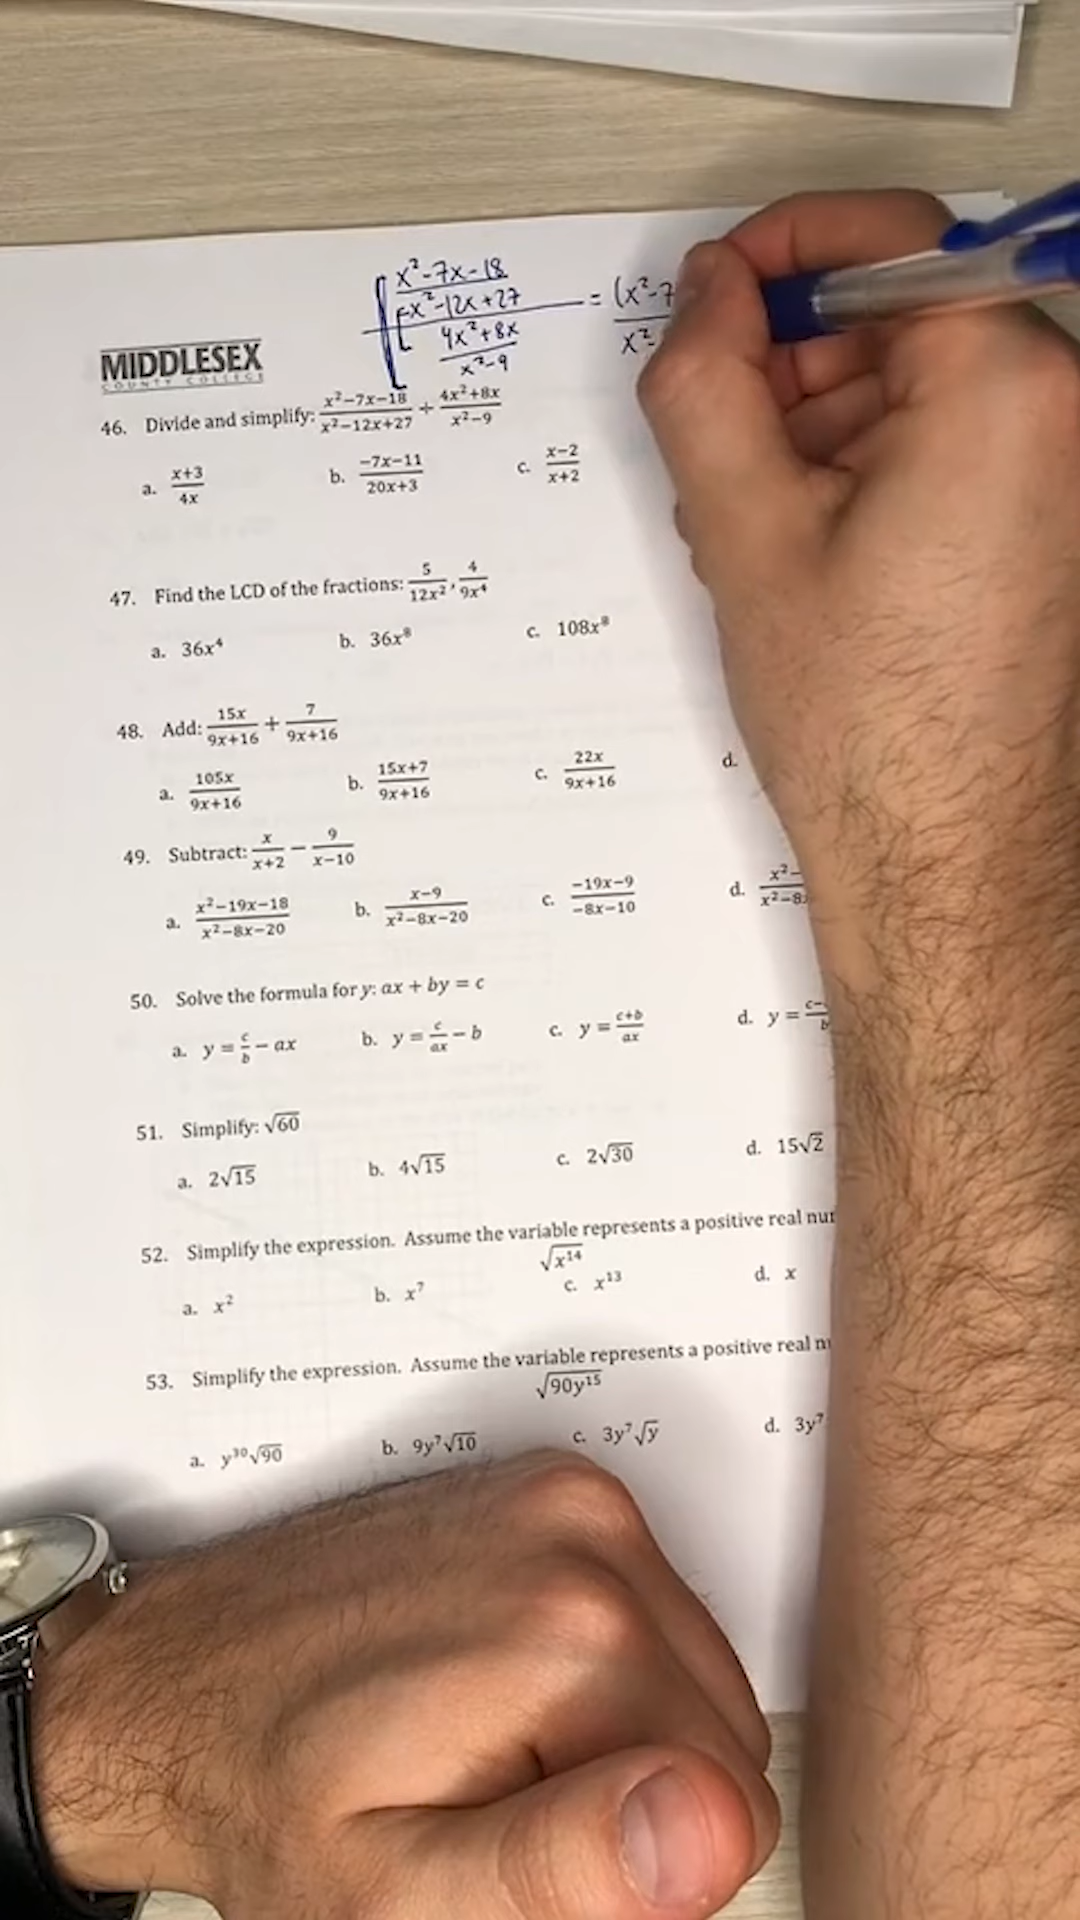 x²-7x-18
x²-12x+27 = (x²-7
4x²+8x x²-
x²-9
MIDDLESEX
COUNTY COLLEGE
46. Divide and simplify: x²−7x−18/x²−12x+27 ÷ 4x²+8x/x²−9
a. x+3/4x b. −7x−11/20x+3 c. x−2/x+2
47. Find the LCD of the fractions: 5/12x², 4/9x⁴
a. 36x⁴ b. 36x⁸ c. 108x⁸
48. Add: 15x/9x+16 + 7/9x+16
a. 105x/9x+16 b. 15x+7/9x+16 c. 22x/9x+16 d.
49. Subtract: x/x+2 − 9/x−10
a. x²−19x−18/x²−8x−20 b. x−9/x²−8x−20 c. −19x−9/−8x−10 d. x²−/x²−8
50. Solve the formula for y: ax + by = c
a. y = c/b − ax b. y = c/ax − b c. y = c+b/ax d. y = c−/b
51. Simplify: √60
a. 2√15 b. 4√15 c. 2√30 d. 15√2
52. Simplify the expression. Assume the variable represents a positive real
√x¹⁴
a. x² b. x⁷ c. x¹³ d. x
53. Simplify the expression. Assume the variable represents a positive real
√90y¹⁵
a. y³⁰√90 b. 9y⁷√10 c. 3y⁷√y d. 3y⁷